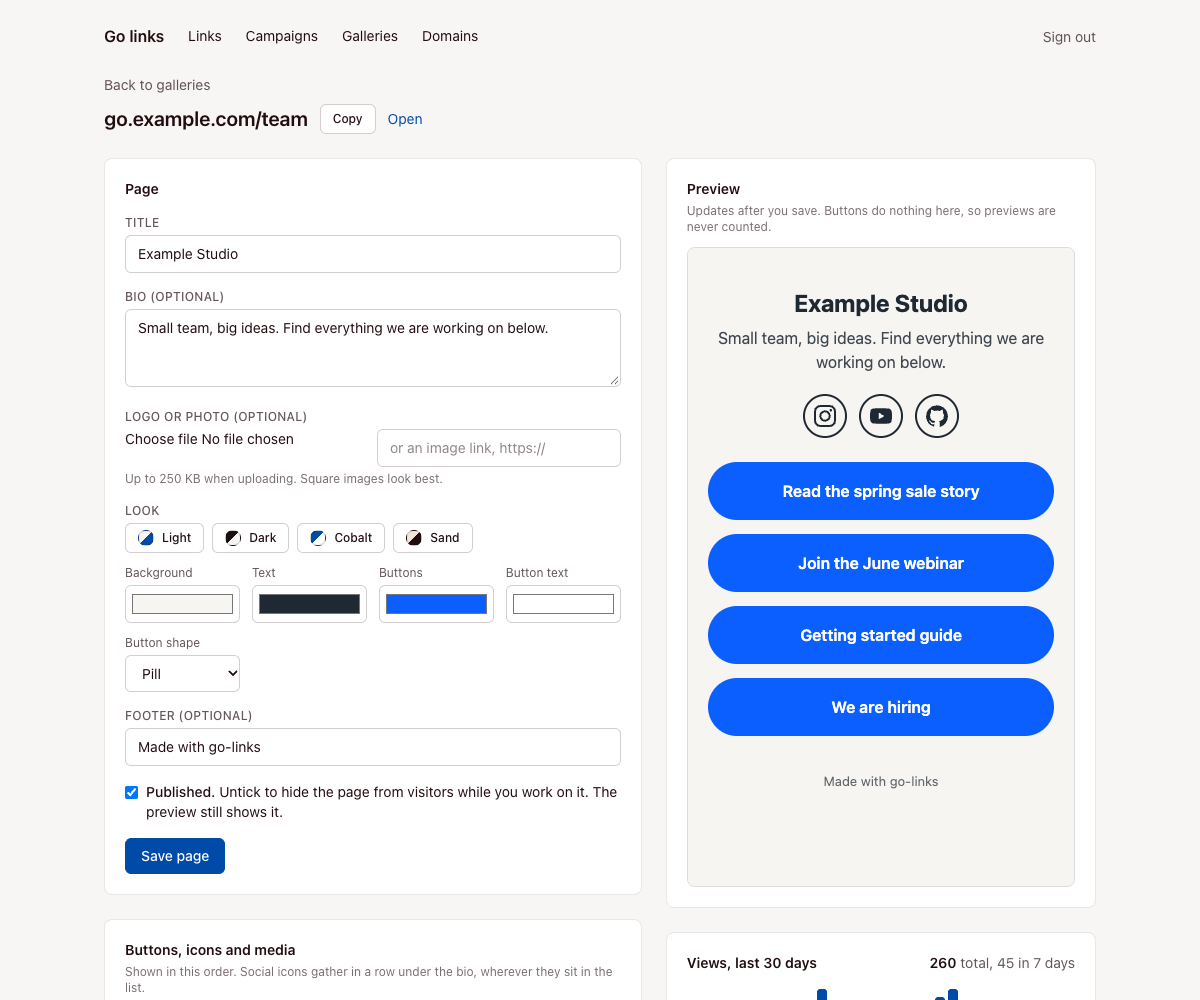 Go links Links Campaigns Galleries Domains Sign out
Back to galleries
go.example.com/team Copy Open
Page
TITLE
Example Studio
BIO (OPTIONAL)
Small team, big ideas. Find everything we are working on below.
LOGO OR PHOTO (OPTIONAL)
Choose file No file chosen
or an image link, https://
Up to 250 KB when uploading. Square images look best.
LOOK
Light Dark Cobalt Sand
Background Text Buttons Button text
Button shape
Pill
FOOTER (OPTIONAL)
Made with go-links
Published. Untick to hide the page from visitors while you work on it. The
preview still shows it.
Save page
Buttons, icons and media
Shown in this order. Social icons gather in a row under the bio, wherever they sit in the
list.
Preview
Updates after you save. Buttons do nothing here, so previews are
never counted.
Example Studio
Small team, big ideas. Find everything we are
working on below.
Read the spring sale story
Join the June webinar
Getting started guide
We are hiring
Made with go-links
Views, last 30 days 260 total, 45 in 7 days